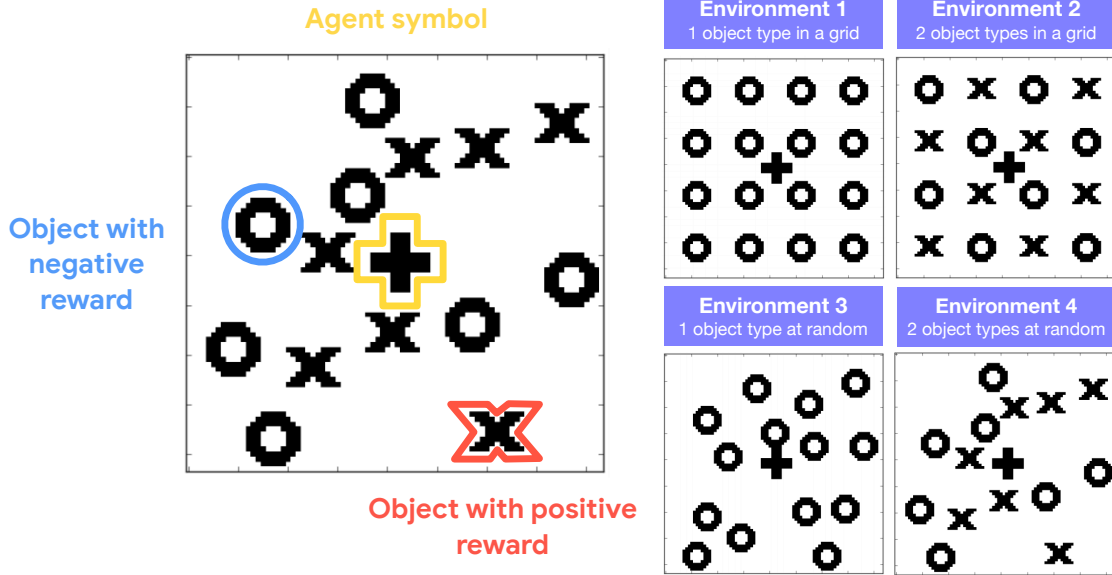 Agent symbol
Object with
negative
reward
Object with positive
reward
Environment 1
1 object type in a grid
Environment 2
2 object types in a grid
Environment 3
1 object type at random
Environment 4
2 object types at random